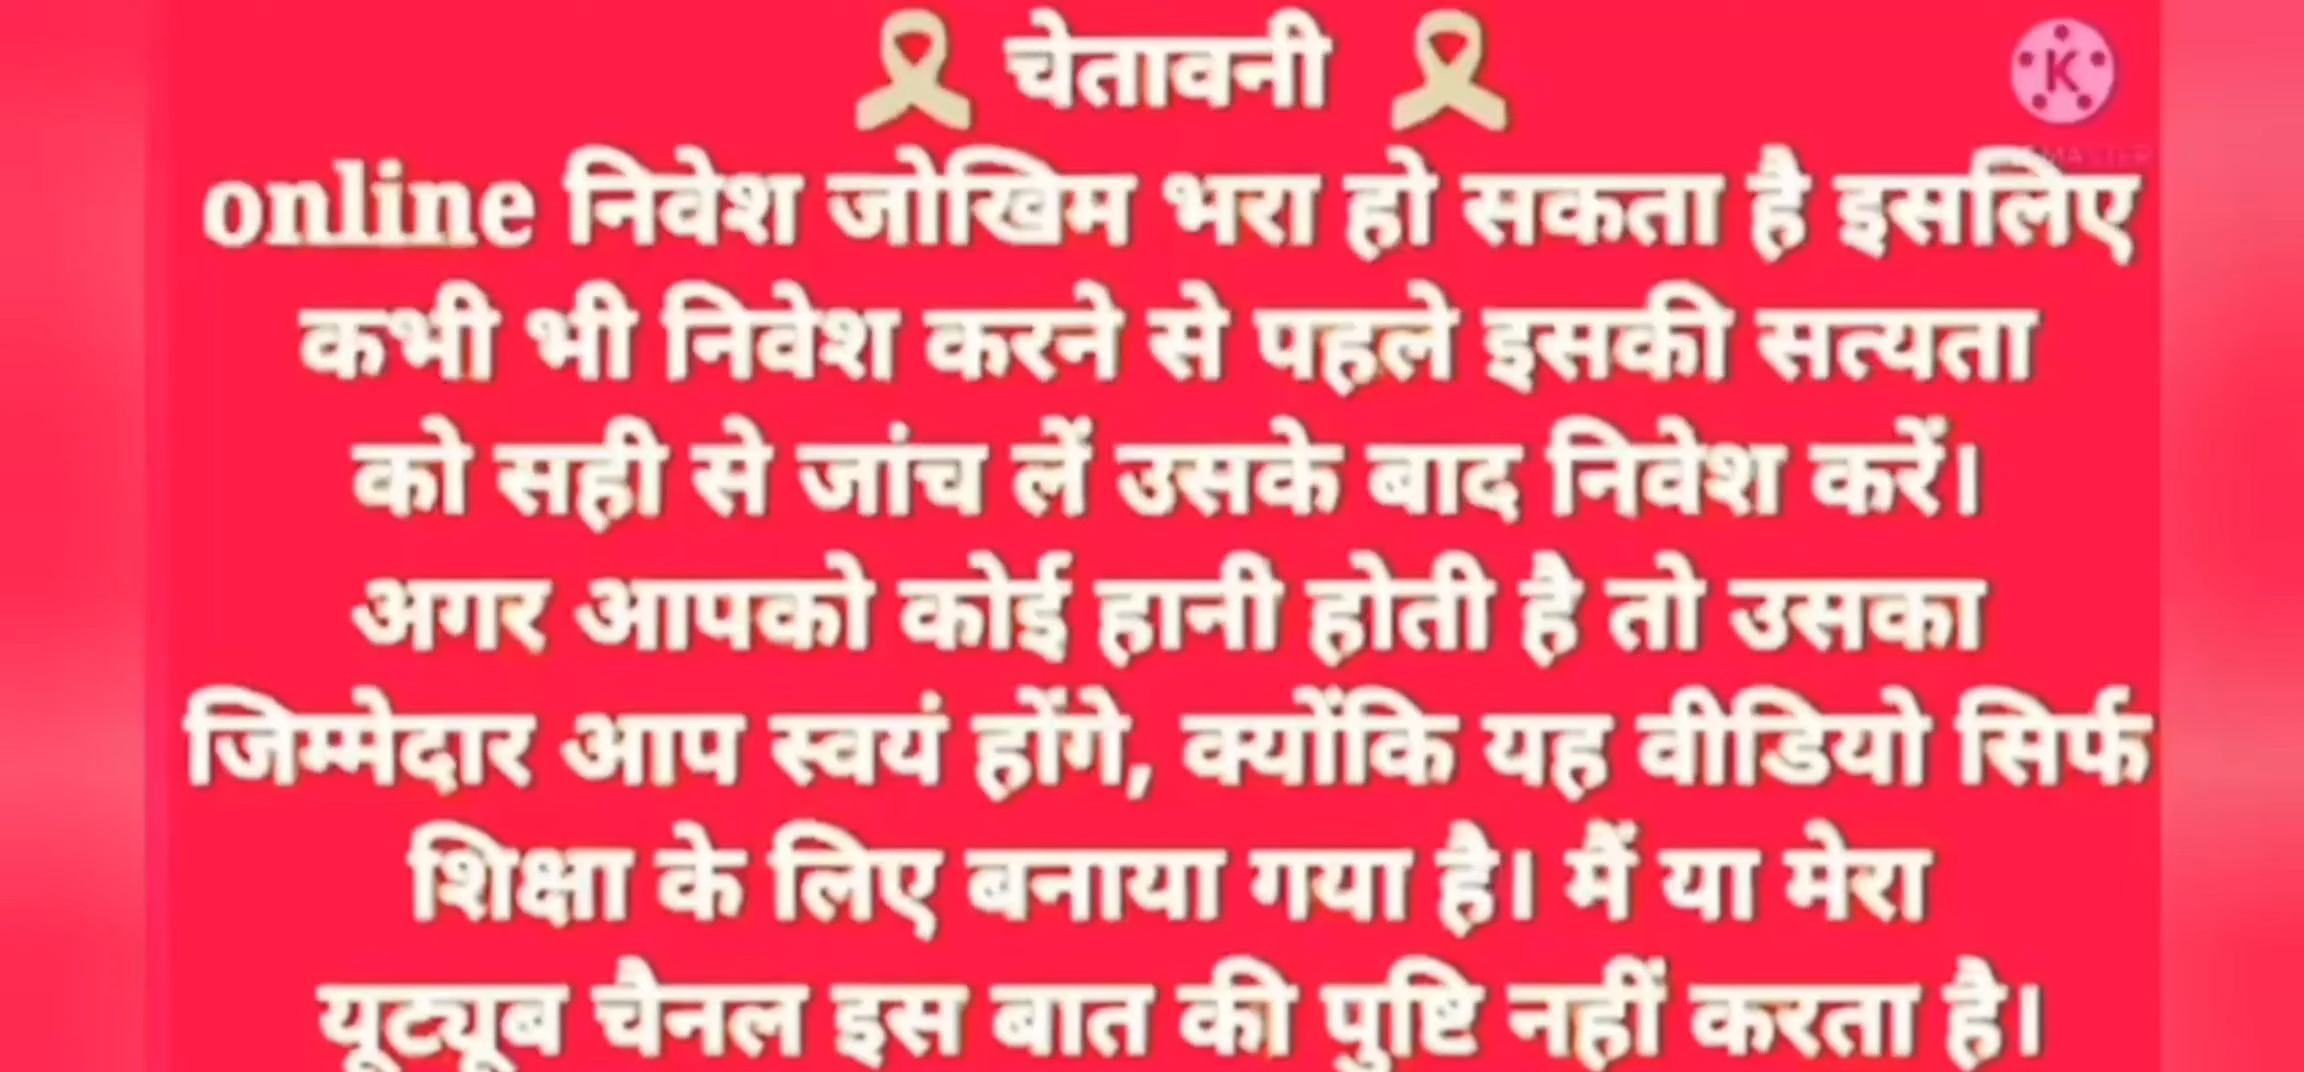 🎗 चेतावनी 🎗
K
online निवेश जोखिम भरा हो सकता है इसलिए
कभी भी निवेश करने से पहले इसकी सत्यता
को सही से जांच लें उसके बाद निवेश करें।
अगर आपको कोई हानी होती है तो उसका
जिम्मेदार आप स्वयं होंगे, क्योंकि यह वीडियो सिर्फ
शिक्षा के लिए बनाया गया है। मैं या मेरा
यूट्यूब चैनल इस बात की पुष्टि नहीं करता है।